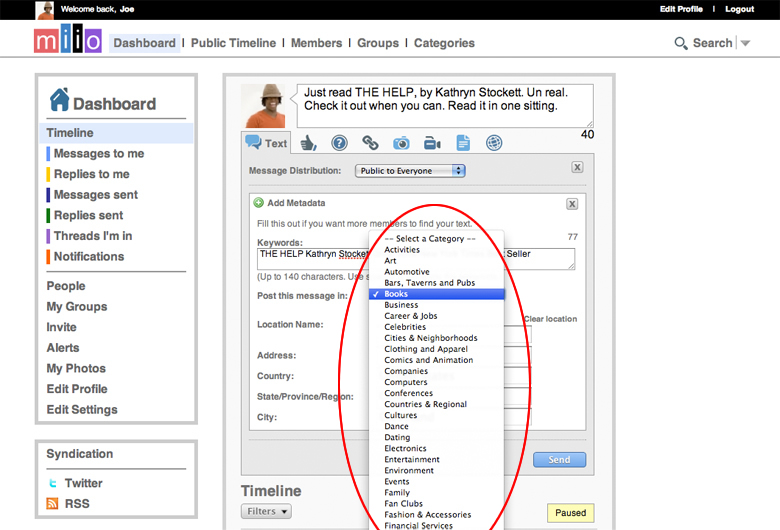 Welcome back, Joe
Edit Profile | Logout
miio
Dashboard | Public Timeline | Members | Groups | Categories
Search
Dashboard
Timeline
Messages to me
Replies to me
Messages sent
Replies sent
Threads I'm in
Notifications
People
My Groups
Invite
Alerts
My Photos
Edit Profile
Edit Settings
Syndication
Twitter
RSS
Just read THE HELP, by Kathryn Stockett. Un real.
Check it out when you can. Read it in one sitting.
40
Text
Message Distribution: Public to Everyone
X
Add Metadata
X
Fill this out if you want more members to find your text.
Keywords:
77
THE HELP Kathryn Stocket
Seller
(Up to 140 characters. Use
Post this message in:
Location Name:
Clear location
Address:
Country:
State/Province/Region:
City:
-- Select a Category --
Activities
Art
Automotive
Bars, Taverns and Pubs
✓ Books
Business
Career & Jobs
Celebrities
Cities & Neighborhoods
Clothing and Apparel
Comics and Animation
Companies
Computers
Conferences
Countries & Regional
Cultures
Dance
Dating
Electronics
Entertainment
Environment
Events
Family
Fan Clubs
Fashion & Accessories
Financial Services
Send
Timeline
Filters
Paused